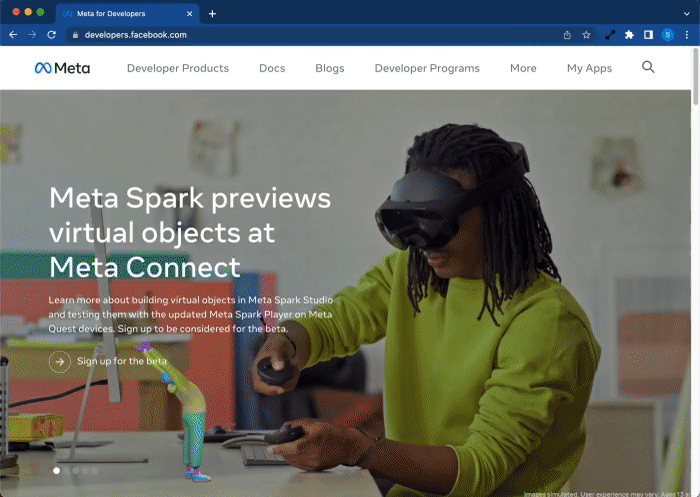 Meta for Developers
developers.facebook.com
S
Meta
Developer Products
Docs
Blogs
Developer Programs
More
My Apps
Meta Spark previews
virtual objects at
Meta Connect
Learn more about building virtual objects in Meta Spark Studio
and testing them with the updated Meta Spark Player on Meta
Quest devices. Sign up to be considered for the beta.
Sign up for the beta
Images simulated. User experience may vary. Ages 13